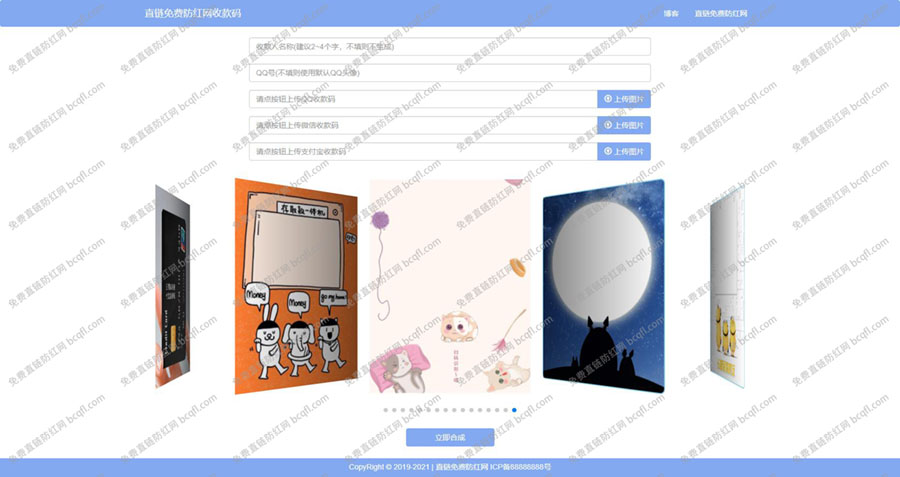 直链免费防红网收款码
博客 直链免费防红网
收款人名称(建议2~4个字，不填则不生成)
QQ号(不填则使用默认QQ头像)
请点按钮上传QQ收款码 上传图片
请点按钮上传微信收款码 上传图片
请点按钮上传支付宝收款码 上传图片
存取款一体机
Money
Money
go my home!
立即合成
CopyRight © 2019-2021 | 直链免费防红网 ICP备88888888号
免费直链防红网 bcqfl.com